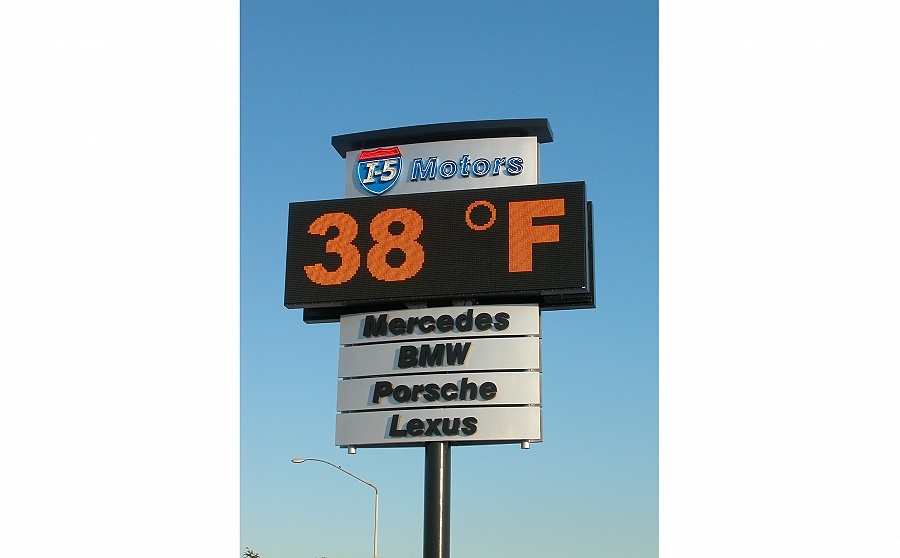 I-5 Motors
38 °F
Mercedes
BMW
Porsche
Lexus